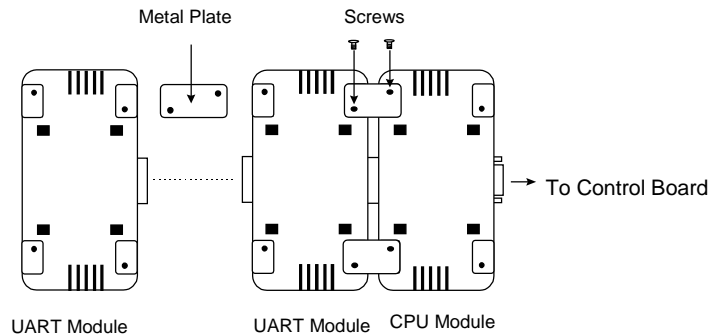 Metal Plate
Screws
To Control Board
UART Module
UART Module
CPU Module